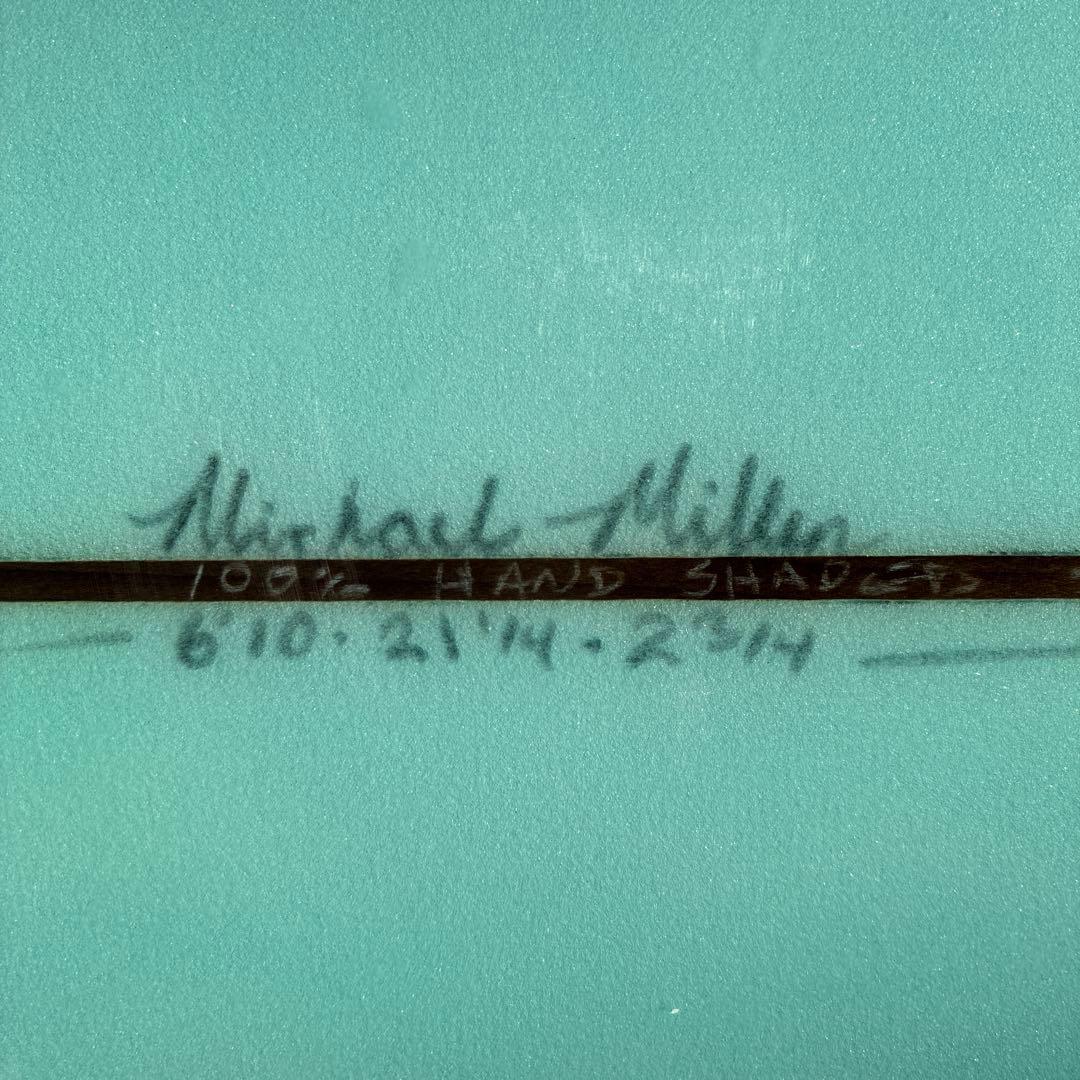 Michael Miller
100% HAND SHAPED
6'10 · 21 1/4 · 2 3/4